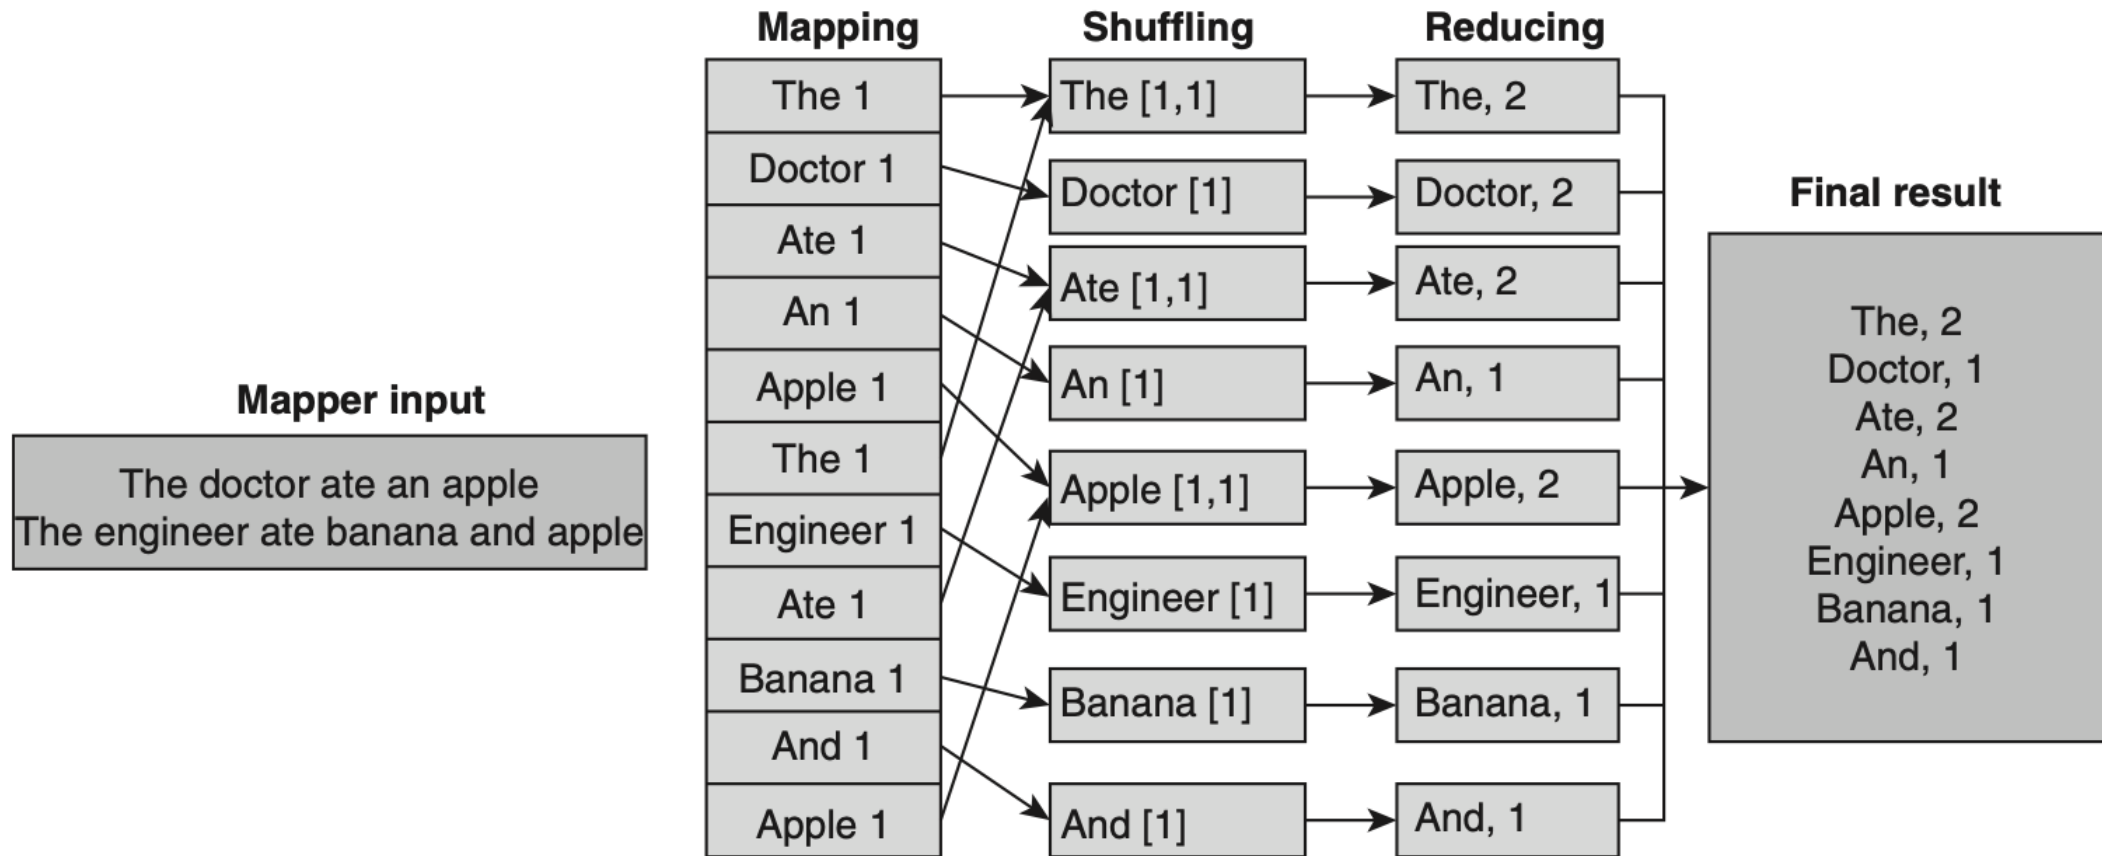 Mapper input
The doctor ate an apple
The engineer ate banana and apple
Mapping
The 1
Doctor 1
Ate 1
An 1
Apple 1
The 1
Engineer 1
Ate 1
Banana 1
And 1
Apple 1
Shuffling
The [1,1]
Doctor [1]
Ate [1,1]
An [1]
Apple [1,1]
Engineer [1]
Banana [1]
And [1]
Reducing
The, 2
Doctor, 2
Ate, 2
An, 1
Apple, 2
Engineer, 1
Banana, 1
And, 1
Final result
The, 2
Doctor, 1
Ate, 2
An, 1
Apple, 2
Engineer, 1
Banana, 1
And, 1